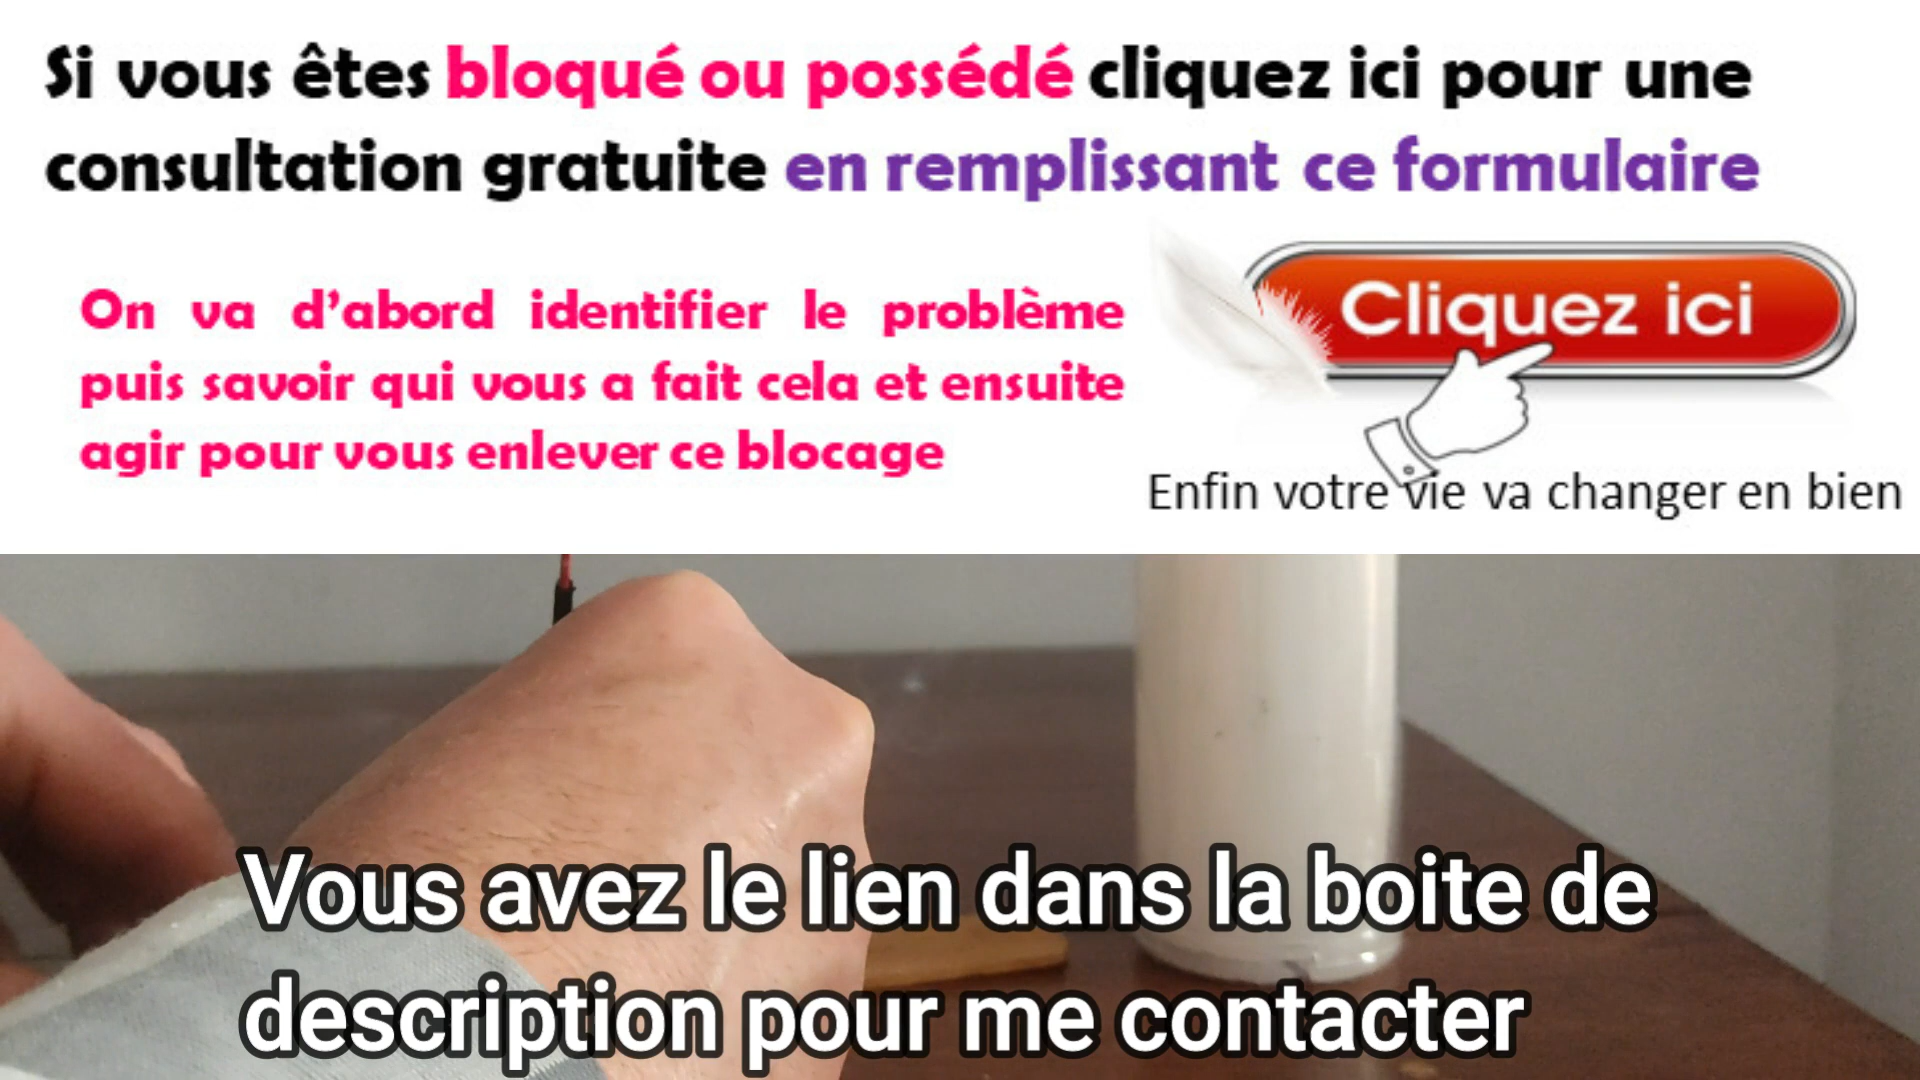 Si vous êtes bloqué ou possédé cliquez ici pour une
consultation gratuite en remplissant ce formulaire
On va d'abord identifier le problème
puis savoir qui vous a fait cela et ensuite
agir pour vous enlever ce blocage
Cliquez ici
Enfin votre vie va changer en bien
Vous avez le lien dans la boite de
description pour me contacter